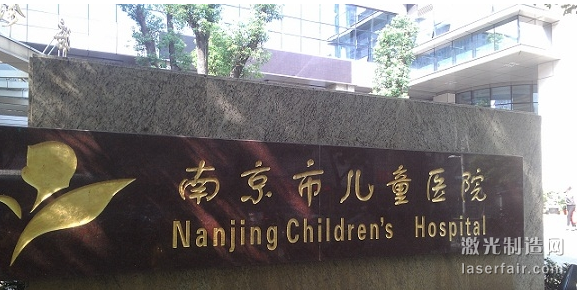 南京市儿童医院
Nanjing Children's Hospital
激光制造网
laserfair.com